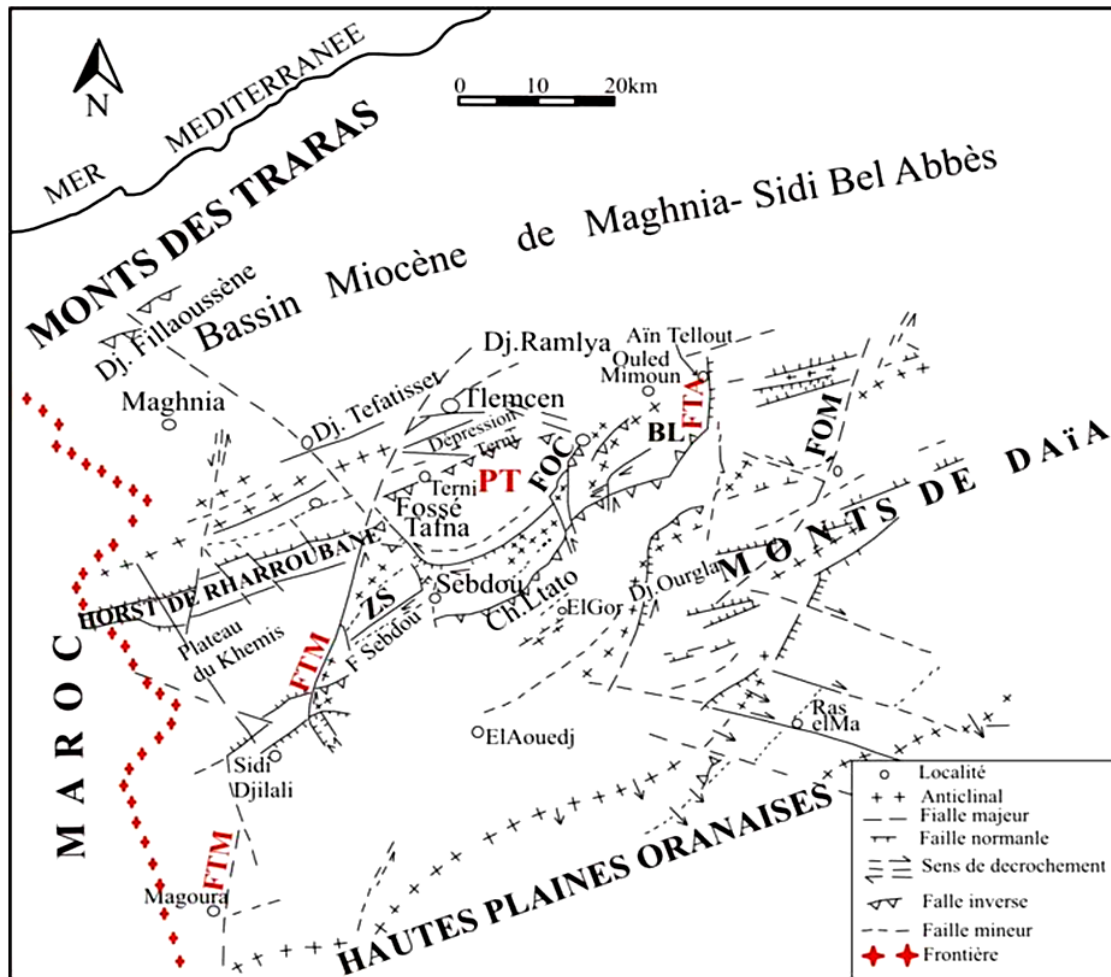 N
0 10 20km
MER MEDITERRANEE
MONTS DES TRARAS
Bassin Miocène de Maghnia- Sidi Bel Abbès
Dj. Fillaoussène
Maghnia
Dj. Tefatisset
Dj.Ramlya
Tlemcen
Aïn Tellout
Ouled
Mimoun
FTA
BL
FOM
Dépression
Terni
Terni
PT
FOC
Fossé
Tafna
HORST DE RHARROUBANE
MONTS DE DAÏA
Sebdou
ZS
F Sebdou
Ch.Ltato
ElGor
Dj.Ourgla
Plateau
du Khemis
FTM
MAROC
Sidi
Djilali
M
ElAouedj
Ras
elMa
FTM
Magoura
HAUTES PLAINES ORANAISES
Localité
Anticlinal
Fialle majeur
Faille normanle
Sens de decrochement
Falle inverse
Faille mineur
Frontière